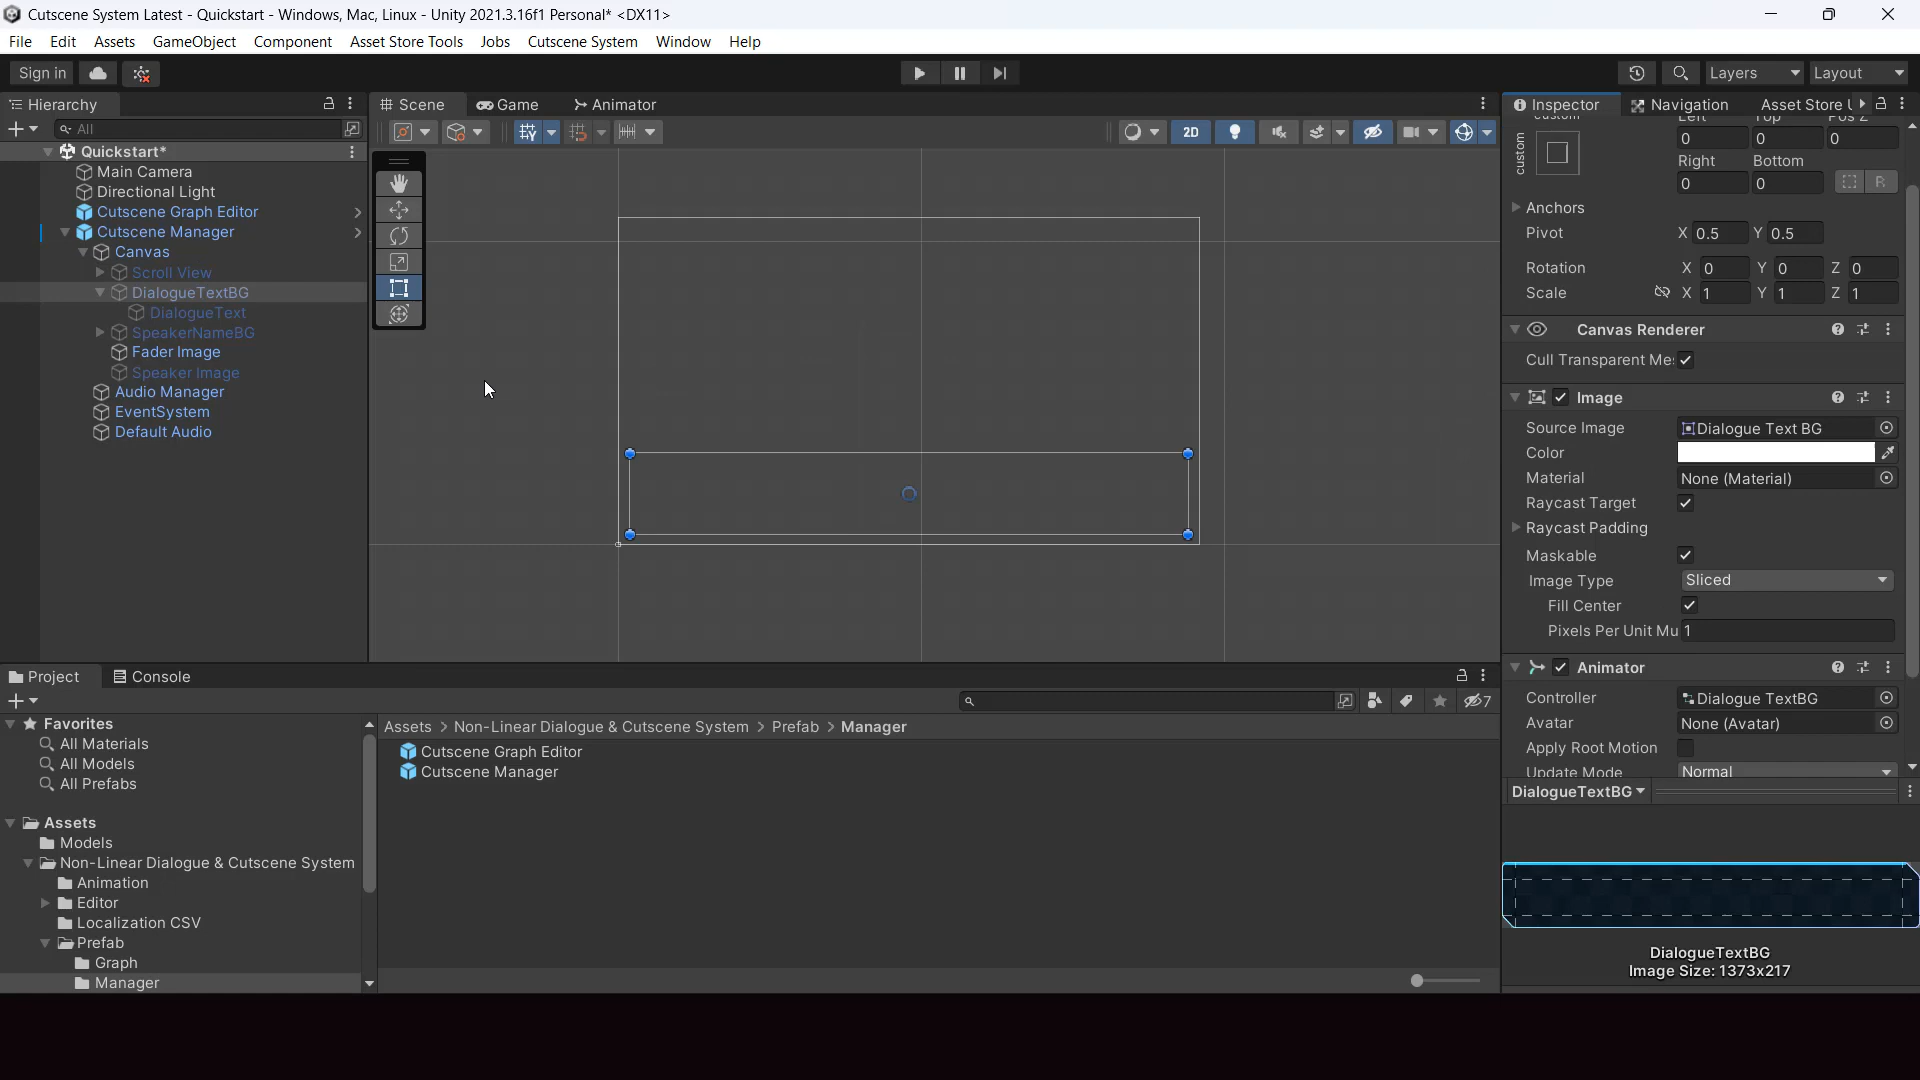 Cutscene System Latest - Quickstart - Windows, Mac, Linux - Unity 2021.3.16f1 Personal* <DX11>
File Edit Assets GameObject Component Asset Store Tools Jobs Cutscene System Window Help
Sign in
Layers
Layout
Hierarchy
All
Quickstart*
Main Camera
Directional Light
Cutscene Graph Editor
Cutscene Manager
Canvas
Scroll View
DialogueTextBG
DialogueText
SpeakerNameBG
Fader Image
Speaker Image
Audio Manager
EventSystem
Default Audio
Scene
Game
Animator
2D
Inspector
Navigation
Asset Store
custom
custom
Left Top Pos Z
0 0 0
Right Bottom
0 0 R
Anchors
Pivot X 0.5 Y 0.5
Rotation X 0 Y 0 Z 0
Scale X 1 Y 1 Z 1
Canvas Renderer
Cull Transparent Me
Image
Source Image Dialogue Text BG
Color
Material None (Material)
Raycast Target
Raycast Padding
Maskable
Image Type Sliced
Fill Center
Pixels Per Unit Mu 1
Animator
Controller Dialogue TextBG
Avatar None (Avatar)
Apply Root Motion
Update Mode Normal
DialogueTextBG
DialogueTextBG
Image Size: 1373x217
Project
Console
7
Favorites
All Materials
All Models
All Prefabs
Assets
Models
Non-Linear Dialogue & Cutscene System
Animation
Editor
Localization CSV
Prefab
Graph
Manager
Assets > Non-Linear Dialogue & Cutscene System > Prefab > Manager
Cutscene Graph Editor
Cutscene Manager